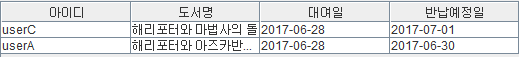 아이디 도서명 대여일 반납예정일
userC 해리포터와 마법사의 돌 2017-06-28 2017-07-01
userA 해리포터와 아즈카반... 2017-06-28 2017-06-30